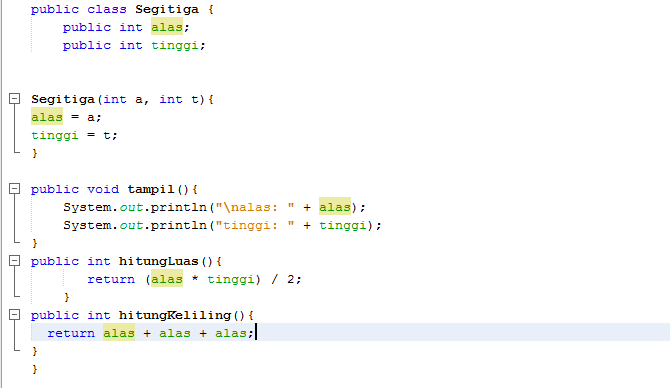 public class Segitiga {
public int alas;
public int tinggi;
Segitiga(int a, int t){
alas = a;
tinggi = t;
}
public void tampil(){
System.out.println("\nalas: " + alas);
System.out.println("tinggi: " + tinggi);
}
public int hitungLuas(){
return (alas * tinggi) / 2;
}
public int hitungKeliling(){
return alas + alas + alas;
}
}